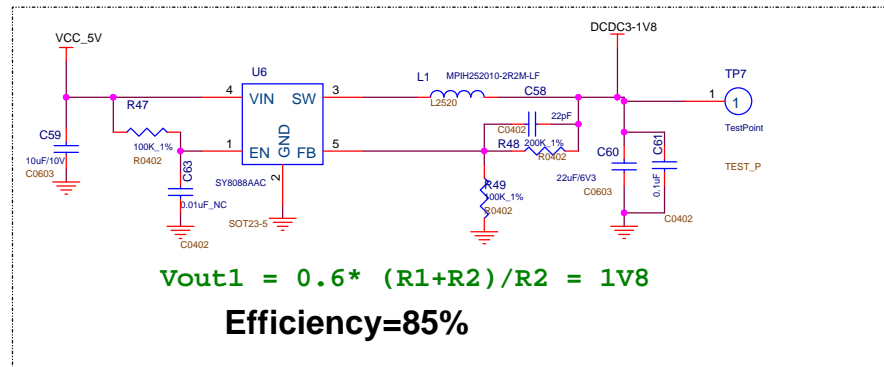 VCC_5V
DCDC3-1V8
U6
L1
MPIH252010-2R2M-LF
TP7
4
VIN
SW
3
L2520
C58
1
1
R47
C59
10uF/10V
C0603
100K_1%
R0402
22pF
C0402
TestPoint
1
EN
GND
FB
5
R48
200K_1%
R0402
C60
C61
C63
0.01uF_NC
C0402
SY8088AAC
2
SOT23-5
R49
100K_1%
R0402
22uF/6V3
C0603
0.1uF
C0402
TEST_P
Vout1 = 0.6* (R1+R2)/R2 = 1V8
Efficiency=85%